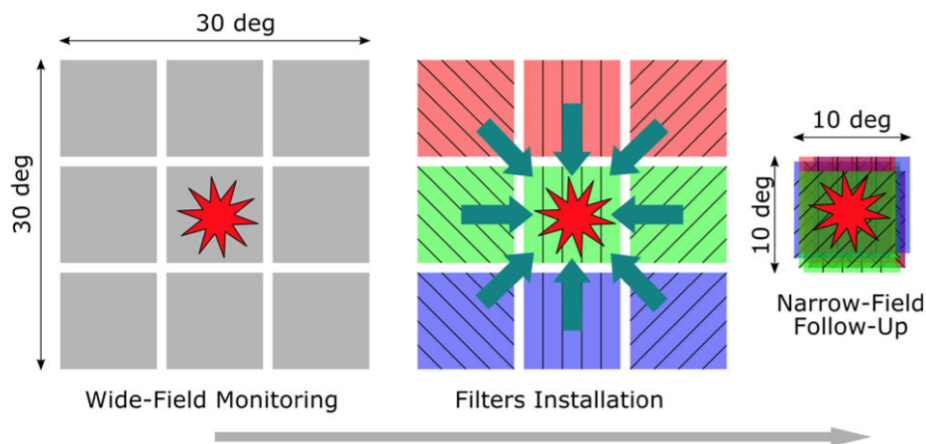 30 deg
30 deg
Wide-Field Monitoring
Filters Installation
10 deg
10 deg
Narrow-Field
Follow-Up